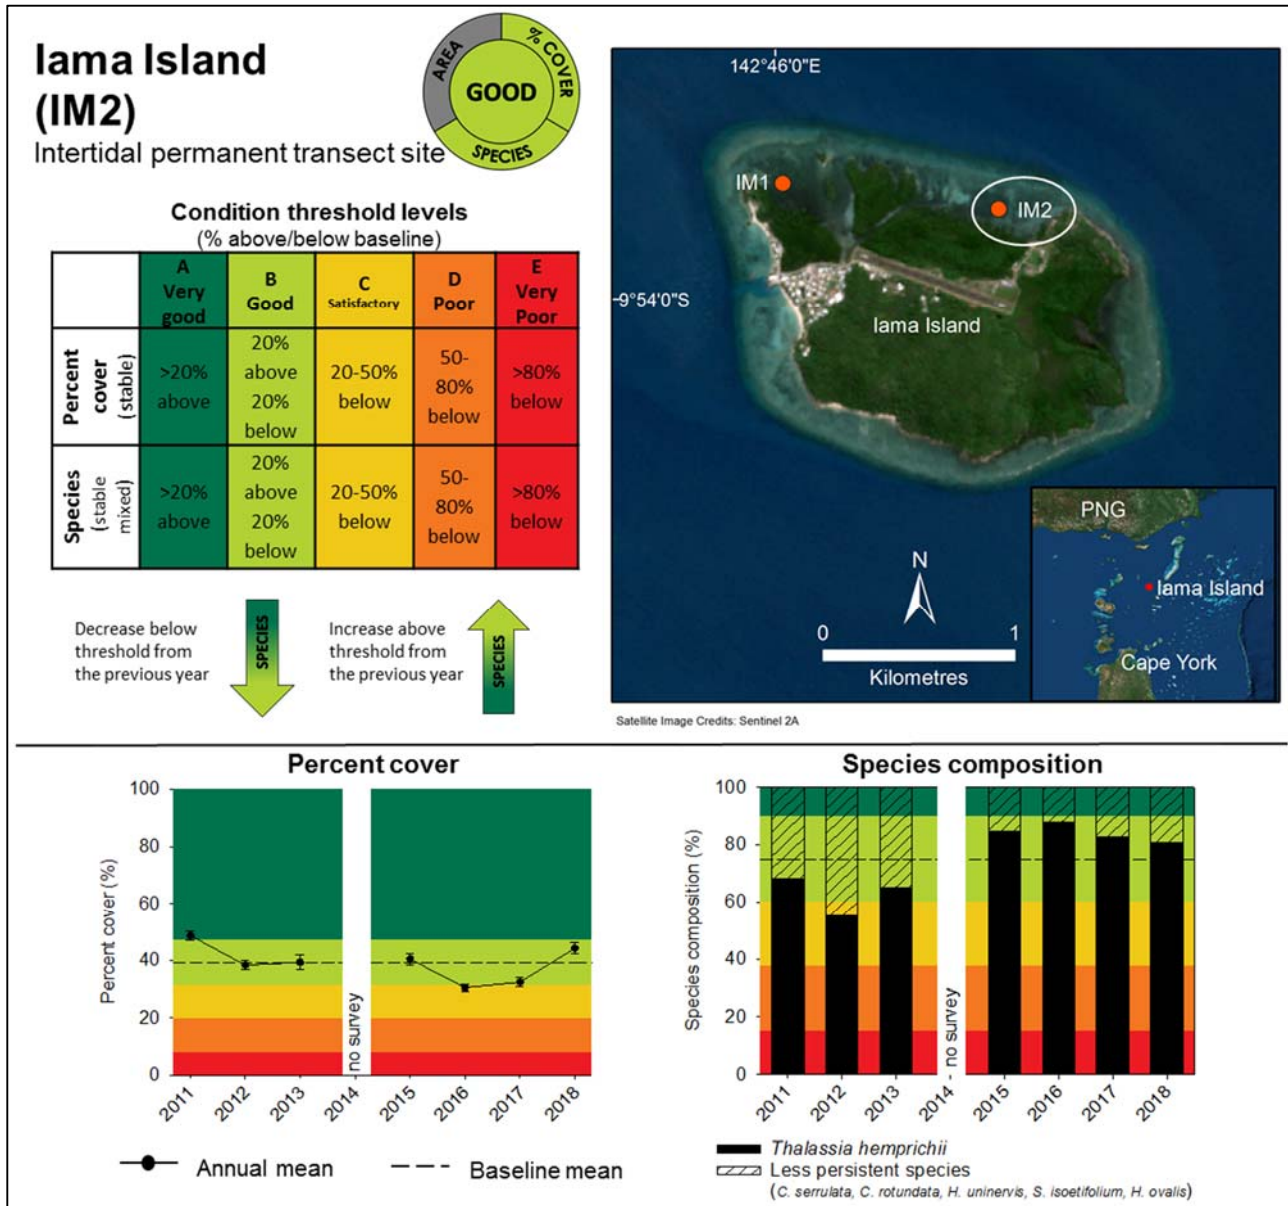 Iama Island
(IM2)
Intertidal permanent transect site
AREA
% COVER
GOOD
SPECIES
Condition threshold levels
(% above/below baseline)
A
Very
good
B
Good
C
Satisfactory
D
Poor
E
Very
Poor
Percent
cover
(stable)
>20%
above
20%
above
20%
below
20-50%
below
50-
80%
below
>80%
below
Species
(stable
mixed)
>20%
above
20%
above
20%
below
20-50%
below
50-
80%
below
>80%
below
Decrease below
threshold from
the previous year
SPECIES
Increase above
threshold from
the previous year
SPECIES
142°46'0"E
9°54'0"S
IM1
IM2
Iama Island
N
0 1
Kilometres
PNG
Iama Island
Cape York
Satellite Image Credits: Sentinel 2A
Percent cover
Percent cover (%)
100
80
60
40
20
0
no survey
2011 2012 2013 2014 2015 2016 2017 2018
Annual mean
Baseline mean
Species composition
Species composition (%)
100
80
60
40
20
0
no survey
2011 2012 2013 2014 2015 2016 2017 2018
Thalassia hemprichii
Less persistent species
(C. serrulata, C. rotundata, H. uninervis, S. isoetifolium, H. ovalis)